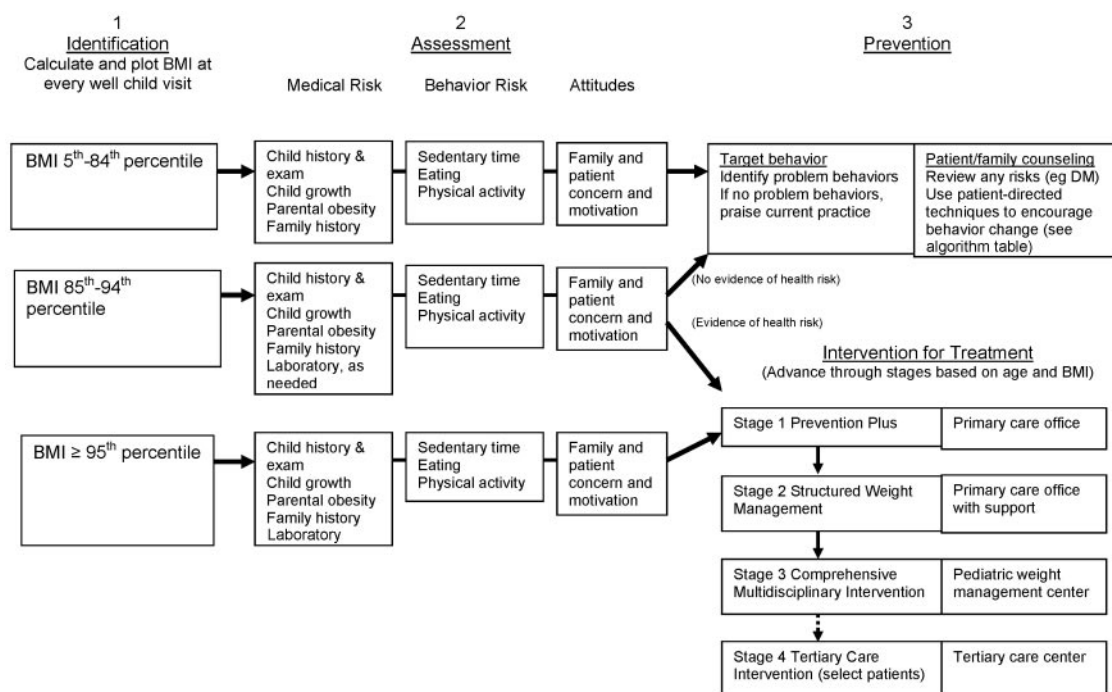 1
Identification
Calculate and plot BMI at
every well child visit
2
Assessment
Medical Risk
Behavior Risk
Attitudes
3
Prevention
BMI 5th-84th percentile
Child history &
exam
Child growth
Parental obesity
Family history
Sedentary time
Eating
Physical activity
Family and
patient
concern and
motivation
Target behavior
Identify problem behaviors
If no problem behaviors,
praise current practice
Patient/family counseling
Review any risks (eg DM)
Use patient-directed
techniques to encourage
behavior change (see
algorithm table)
BMI 85th-94th
percentile
Child history &
exam
Child growth
Parental obesity
Family history
Laboratory, as
needed
Sedentary time
Eating
Physical activity
Family and
patient
concern and
motivation
(No evidence of health risk)
(Evidence of health risk)
Intervention for Treatment
(Advance through stages based on age and BMI)
BMI ≥ 95th percentile
Child history &
exam
Child growth
Parental obesity
Family history
Laboratory
Sedentary time
Eating
Physical activity
Family and
patient
concern and
motivation
Stage 1 Prevention Plus
Primary care office
Stage 2 Structured Weight
Management
Primary care office
with support
Stage 3 Comprehensive
Multidisciplinary Intervention
Pediatric weight
management center
Stage 4 Tertiary Care
Intervention (select patients)
Tertiary care center